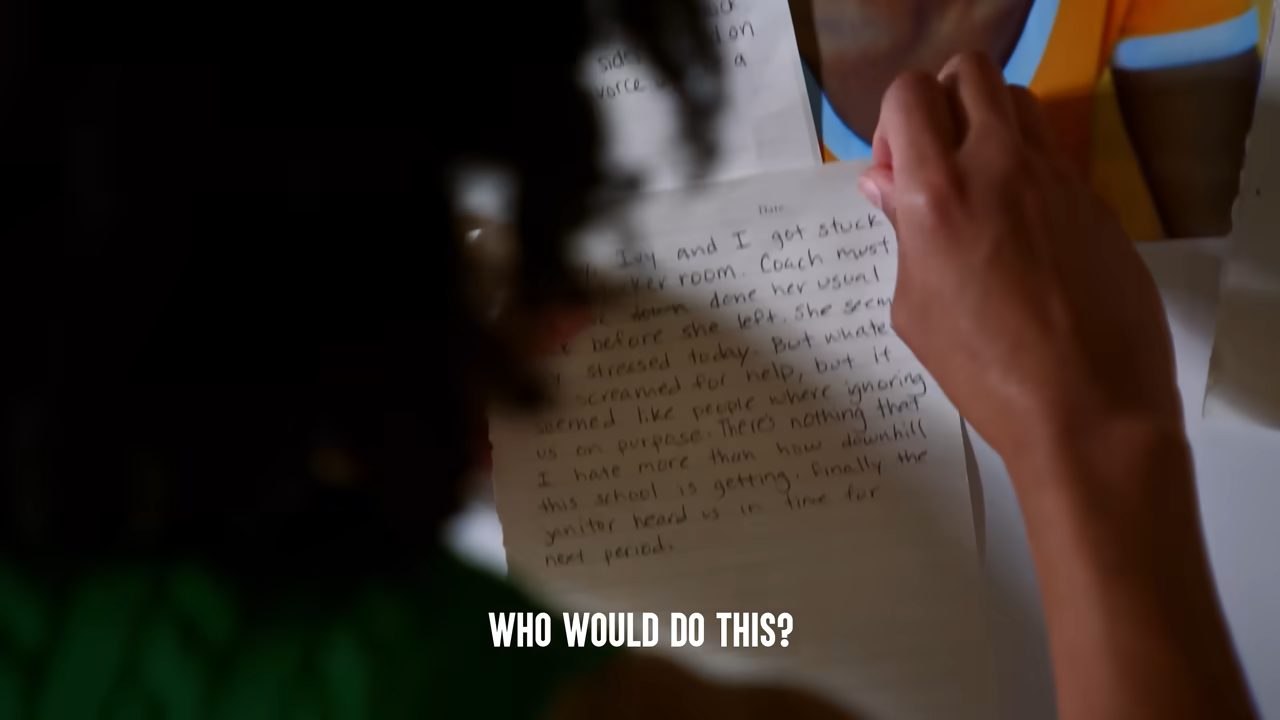 on
side
a
Ivy and I got stuck
room. Coach must
down done her usual
before she left. She seem
stressed today. But whate
screamed for help, but it
seemed like people where ignoring
us on purpose. There's nothing that
I hate more than how downhill
this school is getting. Finally the
janitor heard us in time for
next period.
WHO WOULD DO THIS?